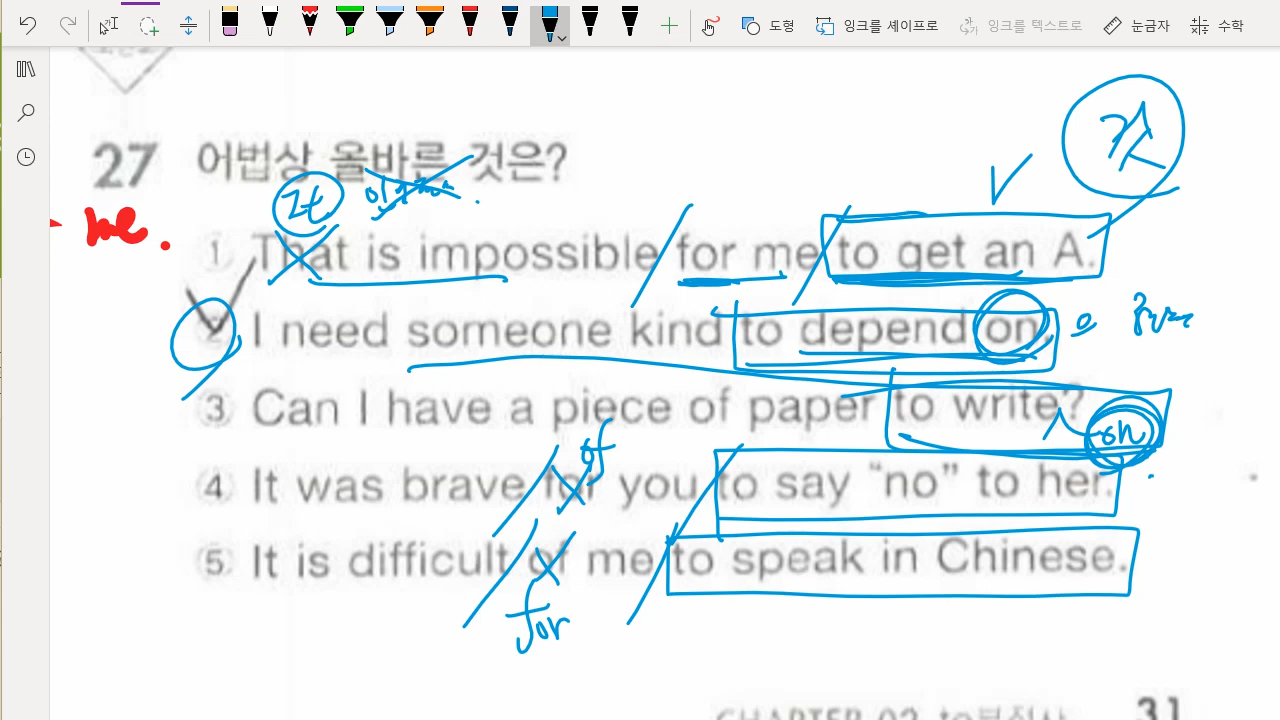 도형 잉크를 셰이프로 잉크를 텍스트로 눈금자 수학
27 어법상 올바른 것은?
It
것
me.
① That is impossible for me to get an A.
② I need someone kind to depend on.
③ Can I have a piece of paper to write?
on
of
④ It was brave for you to say “no” to her.
⑤ It is difficult of me to speak in Chinese.
for
CHAPTER 02 to부정사 31